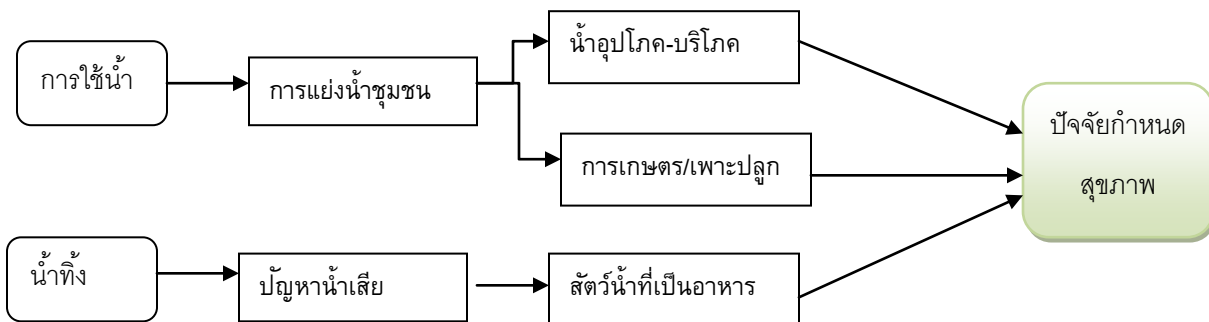 การใช้น้ำ
การแย่งน้ำชุมชน
น้ำอุปโภค-บริโภค
การเกษตร/เพาะปลูก
ปัจจัยกำหนด
สุขภาพ
น้ำทิ้ง
ปัญหาน้ำเสีย
สัตว์น้ำที่เป็นอาหาร